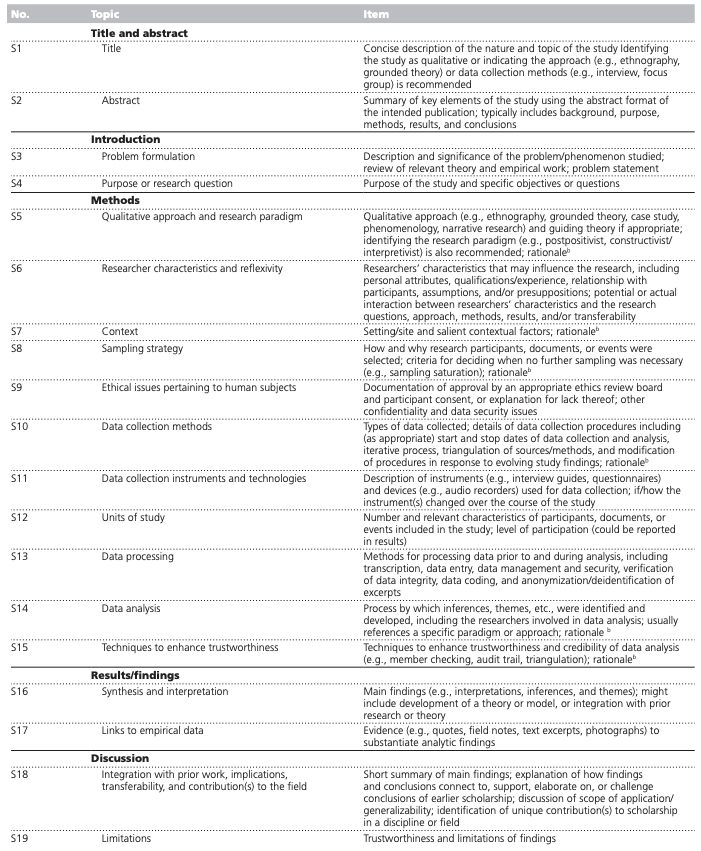 No. Topic Item
Title and abstract
S1 Title Concise description of the nature and topic of the study Identifying
the study as qualitative or indicating the approach (e.g., ethnography,
grounded theory) or data collection methods (e.g., interview, focus
group) is recommended
S2 Abstract Summary of key elements of the study using the abstract format of
the intended publication; typically includes background, purpose,
methods, results, and conclusions
Introduction
S3 Problem formulation Description and significance of the problem/phenomenon studied;
review of relevant theory and empirical work; problem statement
S4 Purpose or research question Purpose of the study and specific objectives or questions
Methods
S5 Qualitative approach and research paradigm Qualitative approach (e.g., ethnography, grounded theory, case study,
phenomenology, narrative research) and guiding theory if appropriate;
identifying the research paradigm (e.g., postpositivist, constructivist/
interpretivist) is also recommended; rationaleᵇ
S6 Researcher characteristics and reflexivity Researchers’ characteristics that may influence the research, including
personal attributes, qualifications/experience, relationship with
participants, assumptions, and/or presuppositions; potential or actual
interaction between researchers’ characteristics and the research
questions, approach, methods, results, and/or transferability
S7 Context Setting/site and salient contextual factors; rationaleᵇ
S8 Sampling strategy How and why research participants, documents, or events were
selected; criteria for deciding when no further sampling was necessary
(e.g., sampling saturation); rationaleᵇ
S9 Ethical issues pertaining to human subjects Documentation of approval by an appropriate ethics review board
and participant consent, or explanation for lack thereof; other
confidentiality and data security issues
S10 Data collection methods Types of data collected; details of data collection procedures including
(as appropriate) start and stop dates of data collection and analysis,
iterative process, triangulation of sources/methods, and modification
of procedures in response to evolving study findings; rationaleᵇ
S11 Data collection instruments and technologies Description of instruments (e.g., interview guides, questionnaires)
and devices (e.g., audio recorders) used for data collection; if/how the
instrument(s) changed over the course of the study
S12 Units of study Number and relevant characteristics of participants, documents, or
events included in the study; level of participation (could be reported
in results)
S13 Data processing Methods for processing data prior to and during analysis, including
transcription, data entry, data management and security, verification
of data integrity, data coding, and anonymization/deidentification of
excerpts
S14 Data analysis Process by which inferences, themes, etc., were identified and
developed, including the researchers involved in data analysis; usually
references a specific paradigm or approach; rationale ᵇ
S15 Techniques to enhance trustworthiness Techniques to enhance trustworthiness and credibility of data analysis
(e.g., member checking, audit trail, triangulation); rationaleᵇ
Results/findings
S16 Synthesis and interpretation Main findings (e.g., interpretations, inferences, and themes); might
include development of a theory or model, or integration with prior
research or theory
S17 Links to empirical data Evidence (e.g., quotes, field notes, text excerpts, photographs) to
substantiate analytic findings
Discussion
S18 Integration with prior work, implications, Short summary of main findings; explanation of how findings
transferability, and contribution(s) to the field and conclusions connect to, support, elaborate on, or challenge
conclusions of earlier scholarship; discussion of scope of application/
generalizability; identification of unique contribution(s) to scholarship
in a discipline or field
S19 Limitations Trustworthiness and limitations of findings